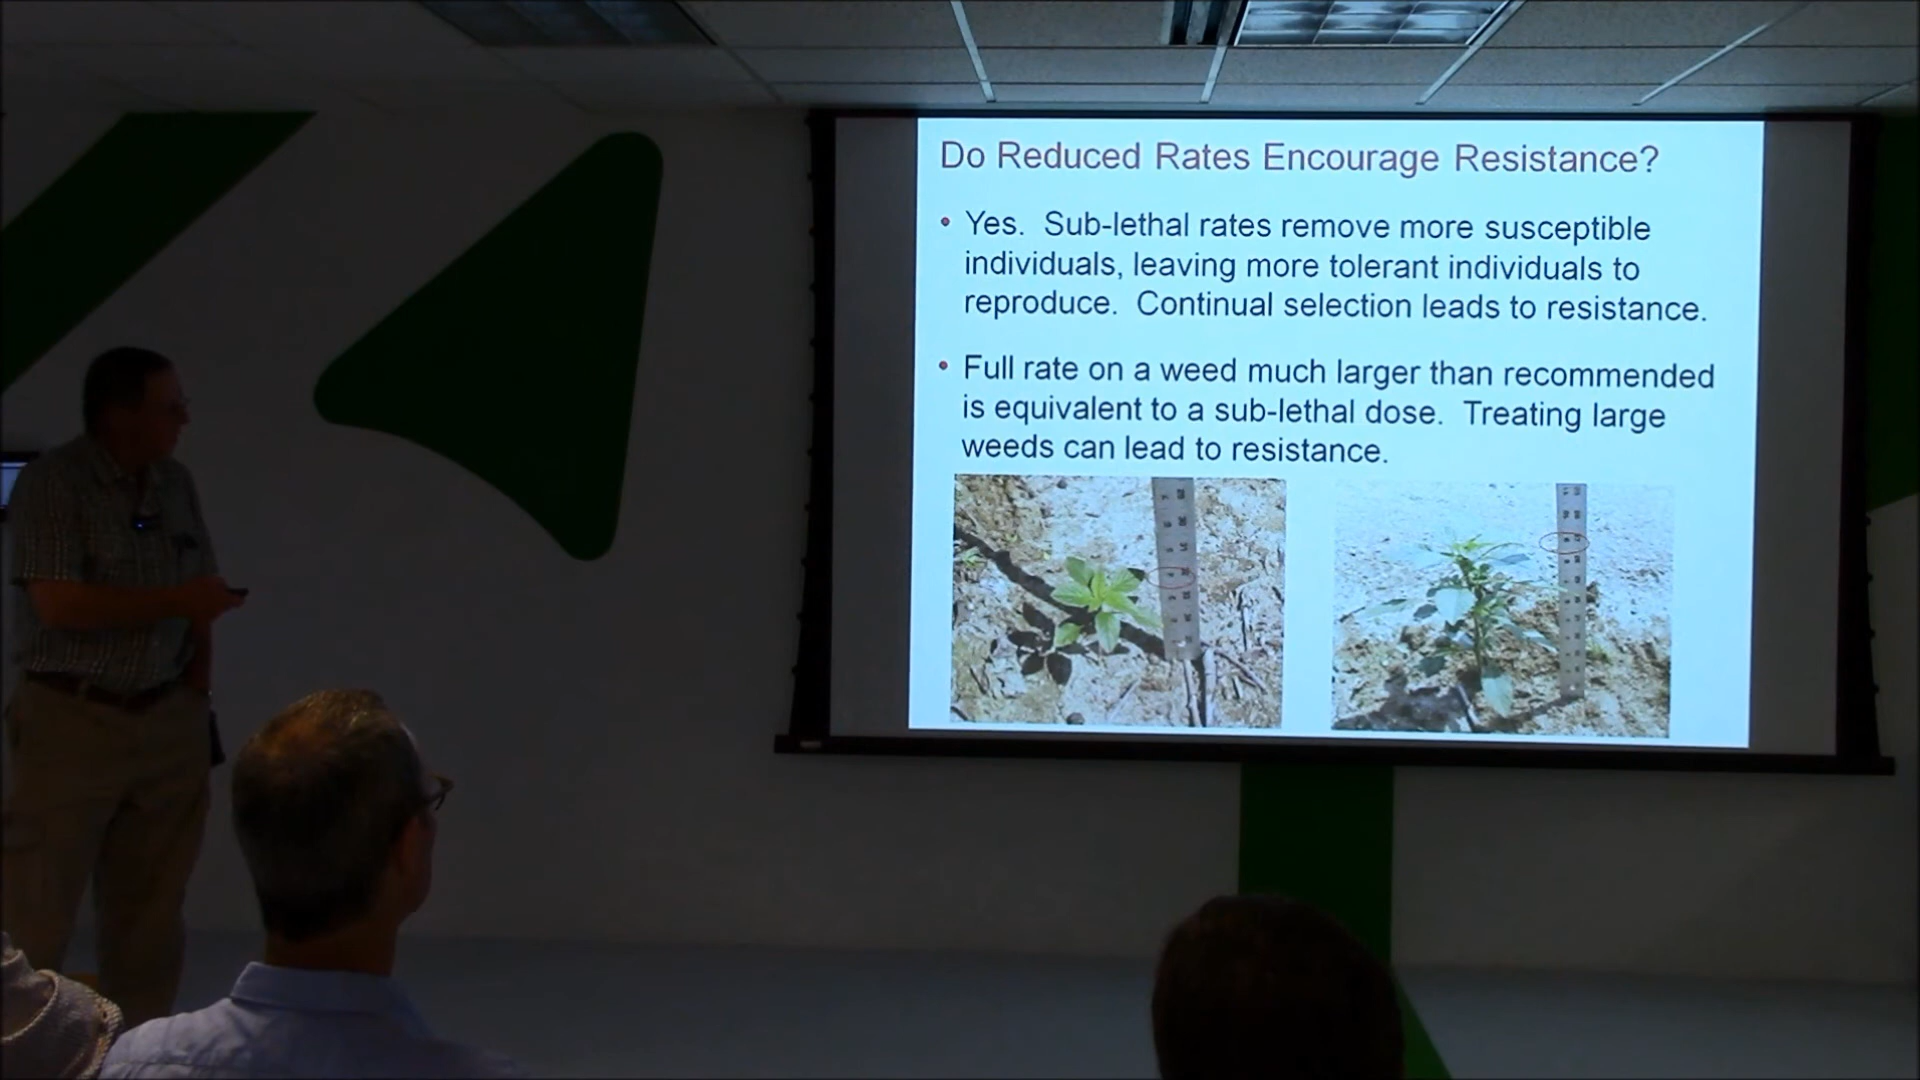 Do Reduced Rates Encourage Resistance?
• Yes. Sub-lethal rates remove more susceptible
individuals, leaving more tolerant individuals to
reproduce. Continual selection leads to resistance.
• Full rate on a weed much larger than recommended
is equivalent to a sub-lethal dose. Treating large
weeds can lead to resistance.